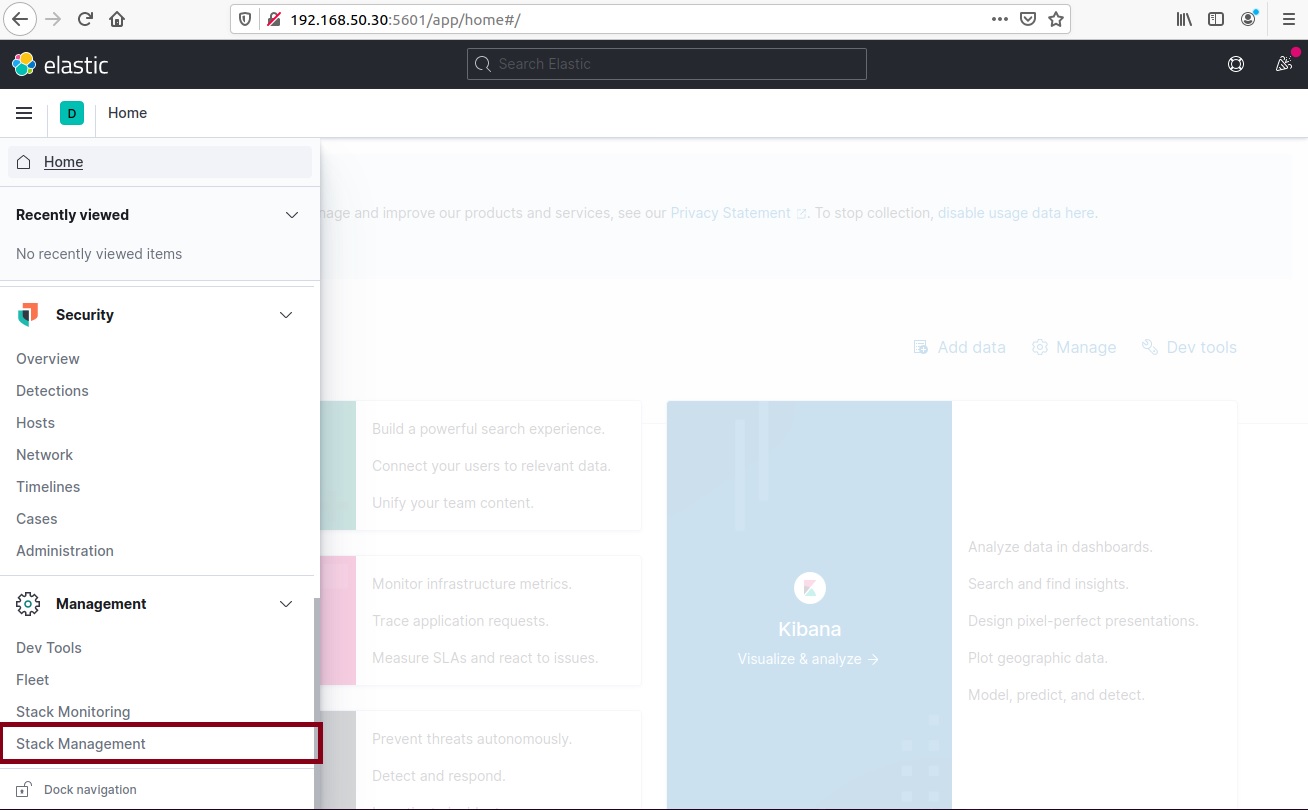 192.168.50.30:5601/app/home#/
elastic
Search Elastic
D
Home
Home
Recently viewed
No recently viewed items
Security
Overview
Detections
Hosts
Network
Timelines
Cases
Administration
Management
Dev Tools
Fleet
Stack Monitoring
Stack Management
Dock navigation
and improve our products and services, see our Privacy Statement. To stop collection, disable usage data here.
Add data
Manage
Dev tools
Build a powerful search experience.
Connect your users to relevant data.
Unify your team content.
Monitor infrastructure metrics.
Trace application requests.
Measure SLAs and react to issues.
Prevent threats autonomously.
Detect and respond.
Kibana
Visualize & analyze →
Analyze data in dashboards.
Search and find insights.
Design pixel-perfect presentations.
Plot geographic data.
Model, predict, and detect.